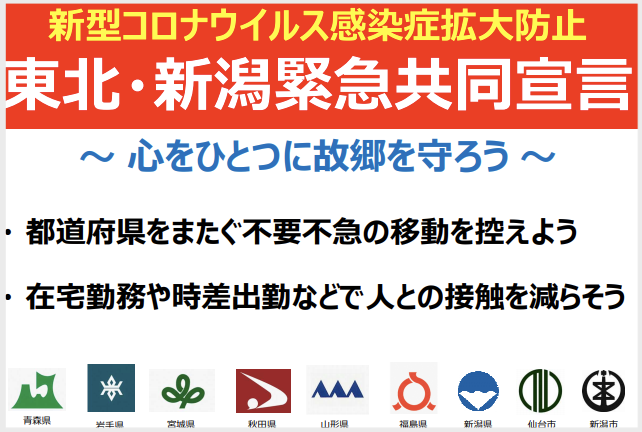 新型コロナウイルス感染症拡大防止
東北・新潟緊急共同宣言
～ 心をひとつに故郷を守ろう ～
・ 都道府県をまたぐ不要不急の移動を控えよう
・ 在宅勤務や時差出勤などで人との接触を減らそう
青森県 岩手県 宮城県 秋田県 山形県 福島県 新潟県 仙台市 新潟市